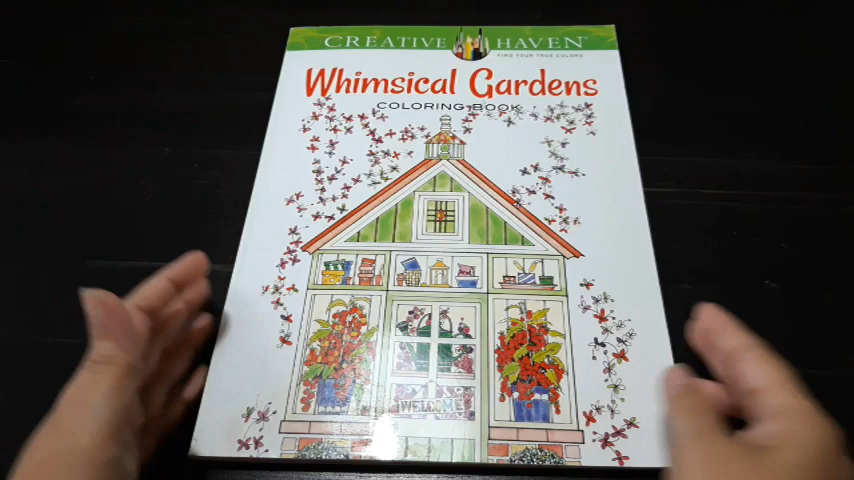 CREATIVE HAVEN
FIND YOUR TRUE COLORS
Whimsical Gardens
COLORING BOOK
WELCOME